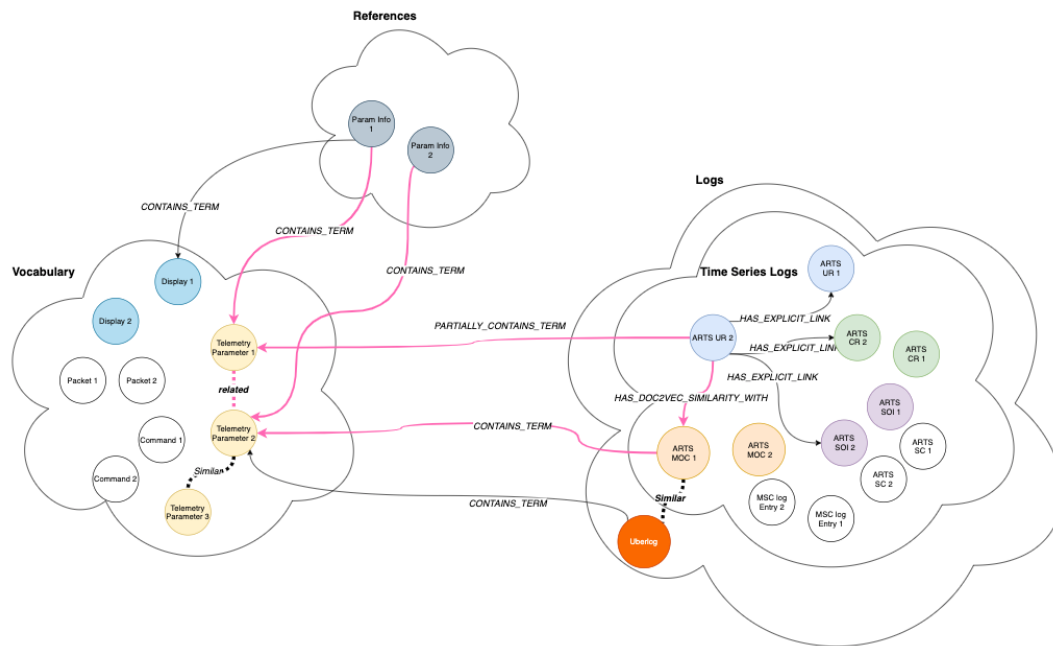 References
Param Info
1
Param Info
2
CONTAINS_TERM
CONTAINS_TERM
CONTAINS_TERM
Vocabulary
Display 1
Display 2
Telemetry
Parameter 1
Packet 1
Packet 2
related
Command 1
Telemetry
Parameter 2
Command 2
Similar
Telemetry
Parameter 3
Logs
Time Series Logs
ARTS
UR 1
PARTIALLY_CONTAINS_TERM
ARTS UR 2
HAS_EXPLICIT_LINK
ARTS
CR 2
HAS_EXPLICIT_LINK
ARTS
CR 1
HAS_EXPLICIT_LINK
HAS_DOC2VEC_SIMILARITY_WITH
ARTS
SOI 1
CONTAINS_TERM
ARTS
MOC 1
ARTS
MOC 2
ARTS
SOI 2
ARTS
SC 1
ARTS
SC 2
Similar
MSC log
Entry 2
MSC log
Entry 1
CONTAINS_TERM
Uberlog